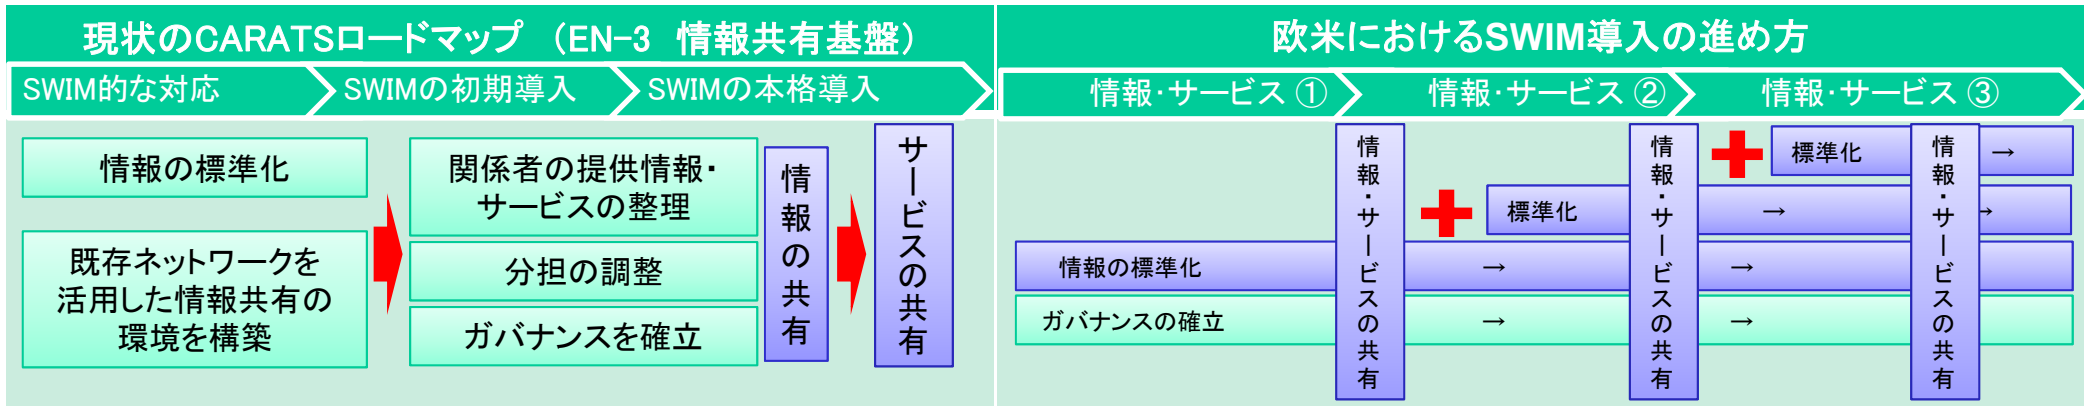 現状のCARATSロードマップ （EN-3 情報共有基盤）
SWIM的な対応
SWIMの初期導入
SWIMの本格導入
情報の標準化
既存ネットワークを
活用した情報共有の
環境を構築
関係者の提供情報・
サービスの整理
分担の調整
ガバナンスを確立
情報の共有
サービスの共有
欧米におけるSWIM導入の進め方
情報・サービス ①
情報・サービス ②
情報・サービス ③
情報・サービスの共有
情報・サービスの共有
情報・サービスの共有
標準化 →
標準化 → →
情報の標準化 → →
ガバナンスの確立 → →